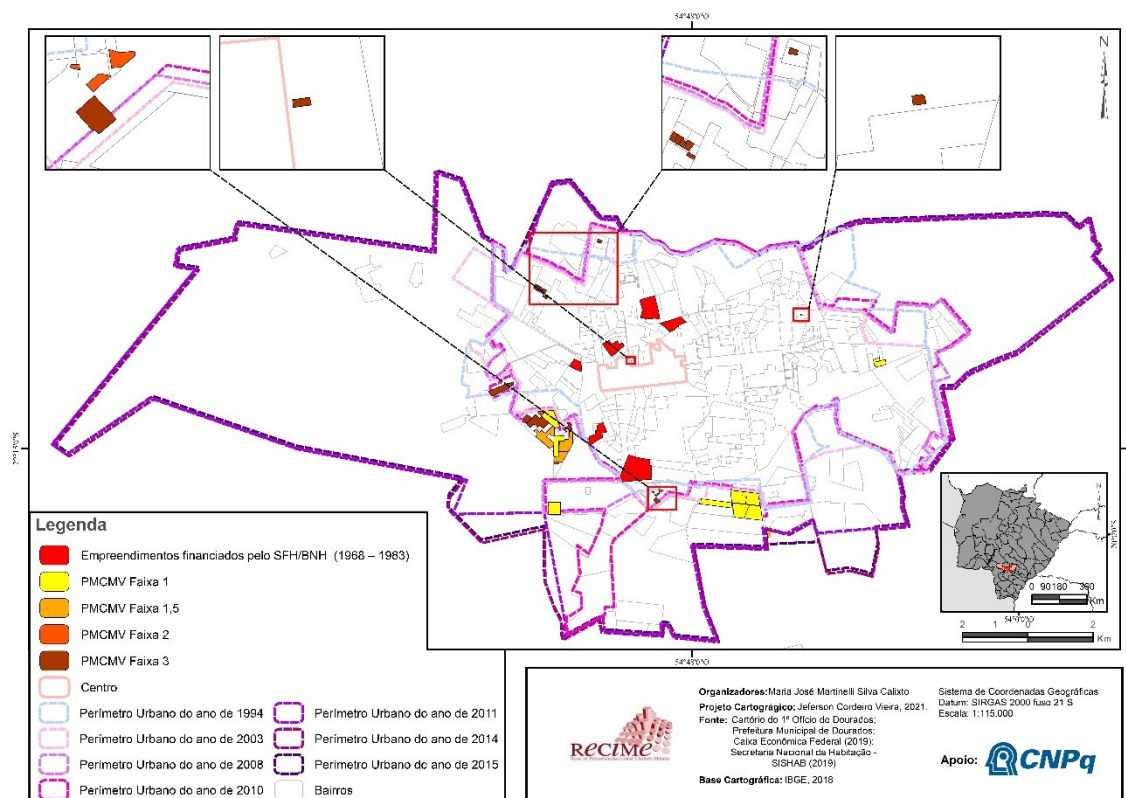 54°48'0"O
N
Legenda
Empreendimentos financiados pelo SFH/BNH (1968 – 1983)
PMCMV Faixa 1
PMCMV Faixa 1,5
PMCMV Faixa 2
PMCMV Faixa 3
Centro
Perímetro Urbano do ano de 1994
Perímetro Urbano do ano de 2003
Perímetro Urbano do ano de 2008
Perímetro Urbano do ano de 2010
Perímetro Urbano do ano de 2011
Perímetro Urbano do ano de 2014
Perímetro Urbano do ano de 2015
Bairros
0 90 180 360
Km
54°0'0"O
2 1 0 2
Km
54°48'0"O
RECIME
Organizadores: Maria José Martinelli Silva Calixto
Projeto Cartográfico: Jeferson Cordeiro Vieira, 2021.
Fonte: Cartório do 1º Ofício de Dourados;
Prefeitura Municipal de Dourados;
Caixa Econômica Federal (2019);
Secretaria Nacional da Habitação -
SISHAB (2019)
Base Cartográfica: IBGE, 2018
Sistema de Coordenadas Geográficas
Datum: SIRGAS 2000 fuso 21 S
Escala: 1:115.000
Apoio:
CNPq